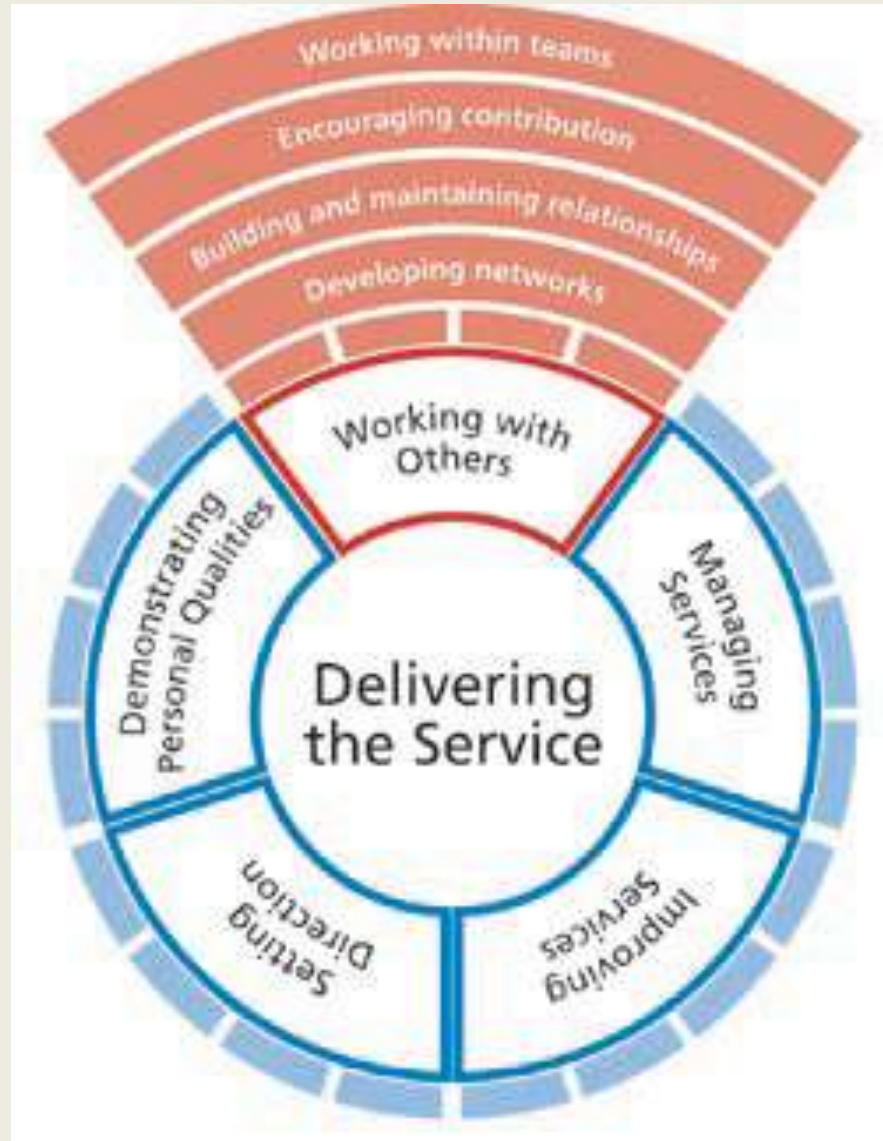 Working within teams
Encouraging contribution
Building and maintaining relationships
Developing networks
Working with
Others
Demonstrating
Personal Qualities
Managing
Services
Delivering
the Service
Setting
Direction
Improving
Services